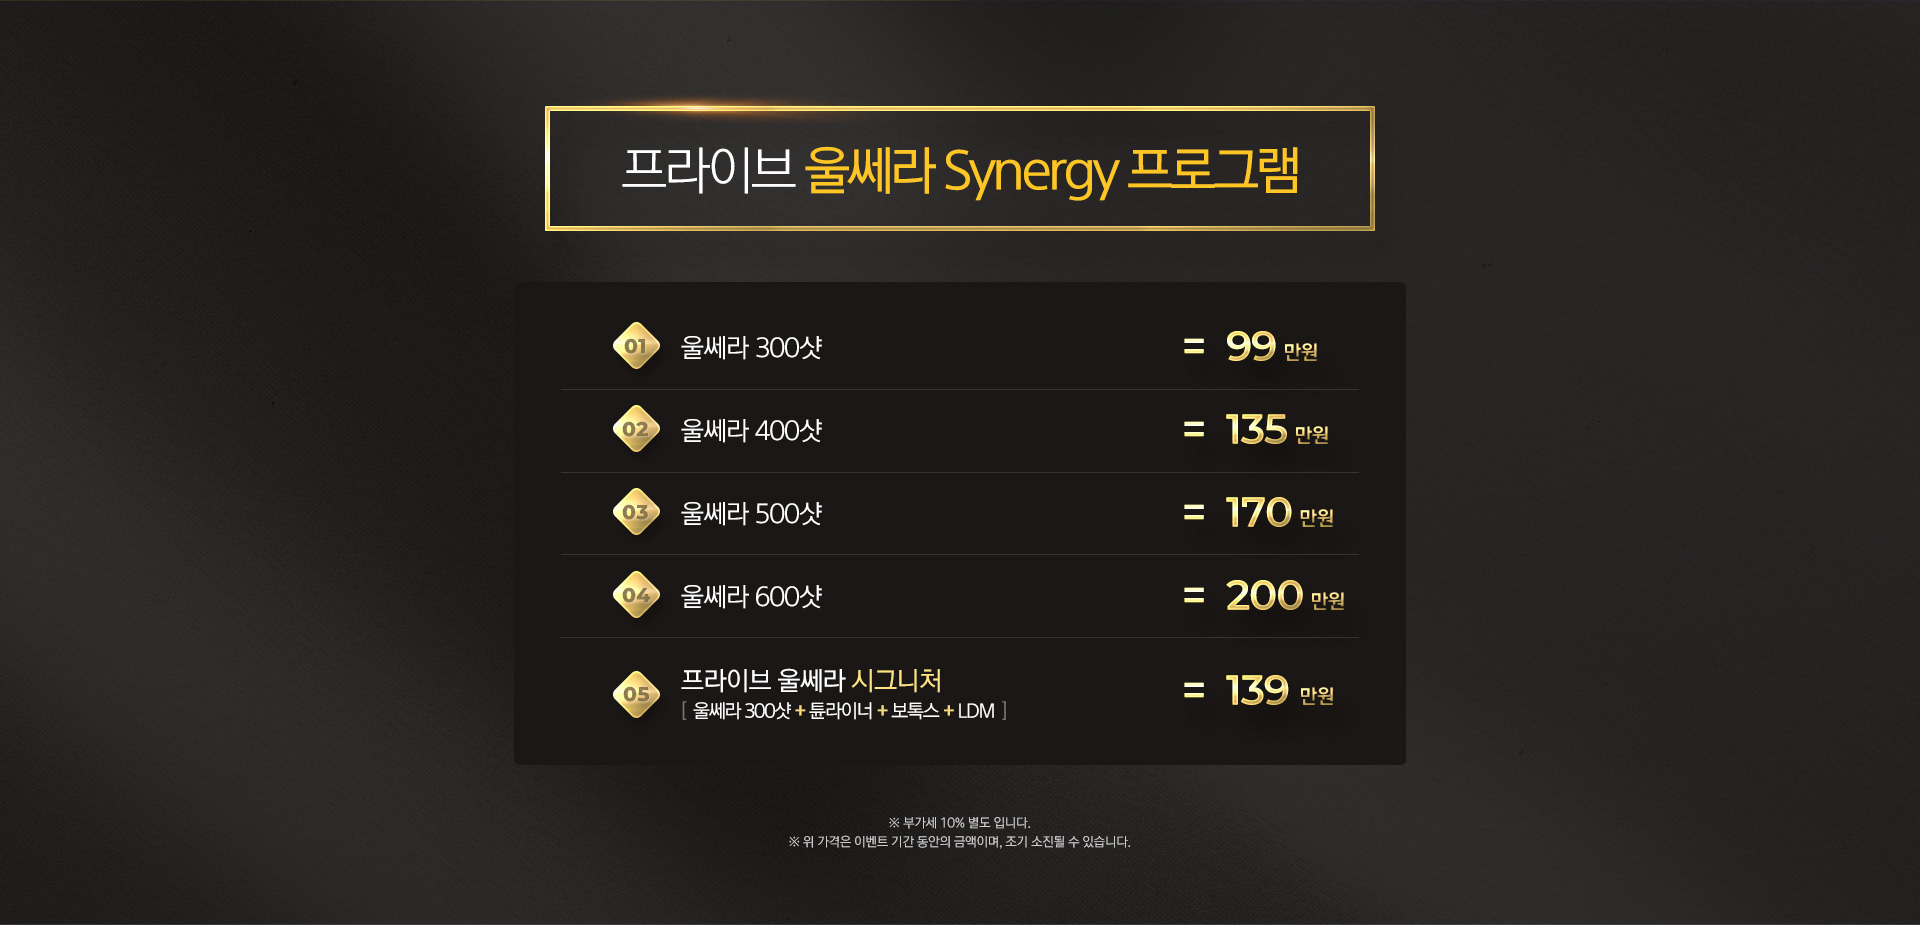 프라이브 울쎄라 Synergy 프로그램
01 울쎄라 300샷 = 99 만원
02 울쎄라 400샷 = 135 만원
03 울쎄라 500샷 = 170 만원
04 울쎄라 600샷 = 200 만원
05 프라이브 울쎄라 시그니처 = 139 만원
[ 울쎄라 300샷 + 튠라이너 + 보톡스 + LDM ]
※ 부가세 10% 별도 입니다.
※ 위 가격은 이벤트 기간 동안의 금액이며, 조기 소진될 수 있습니다.